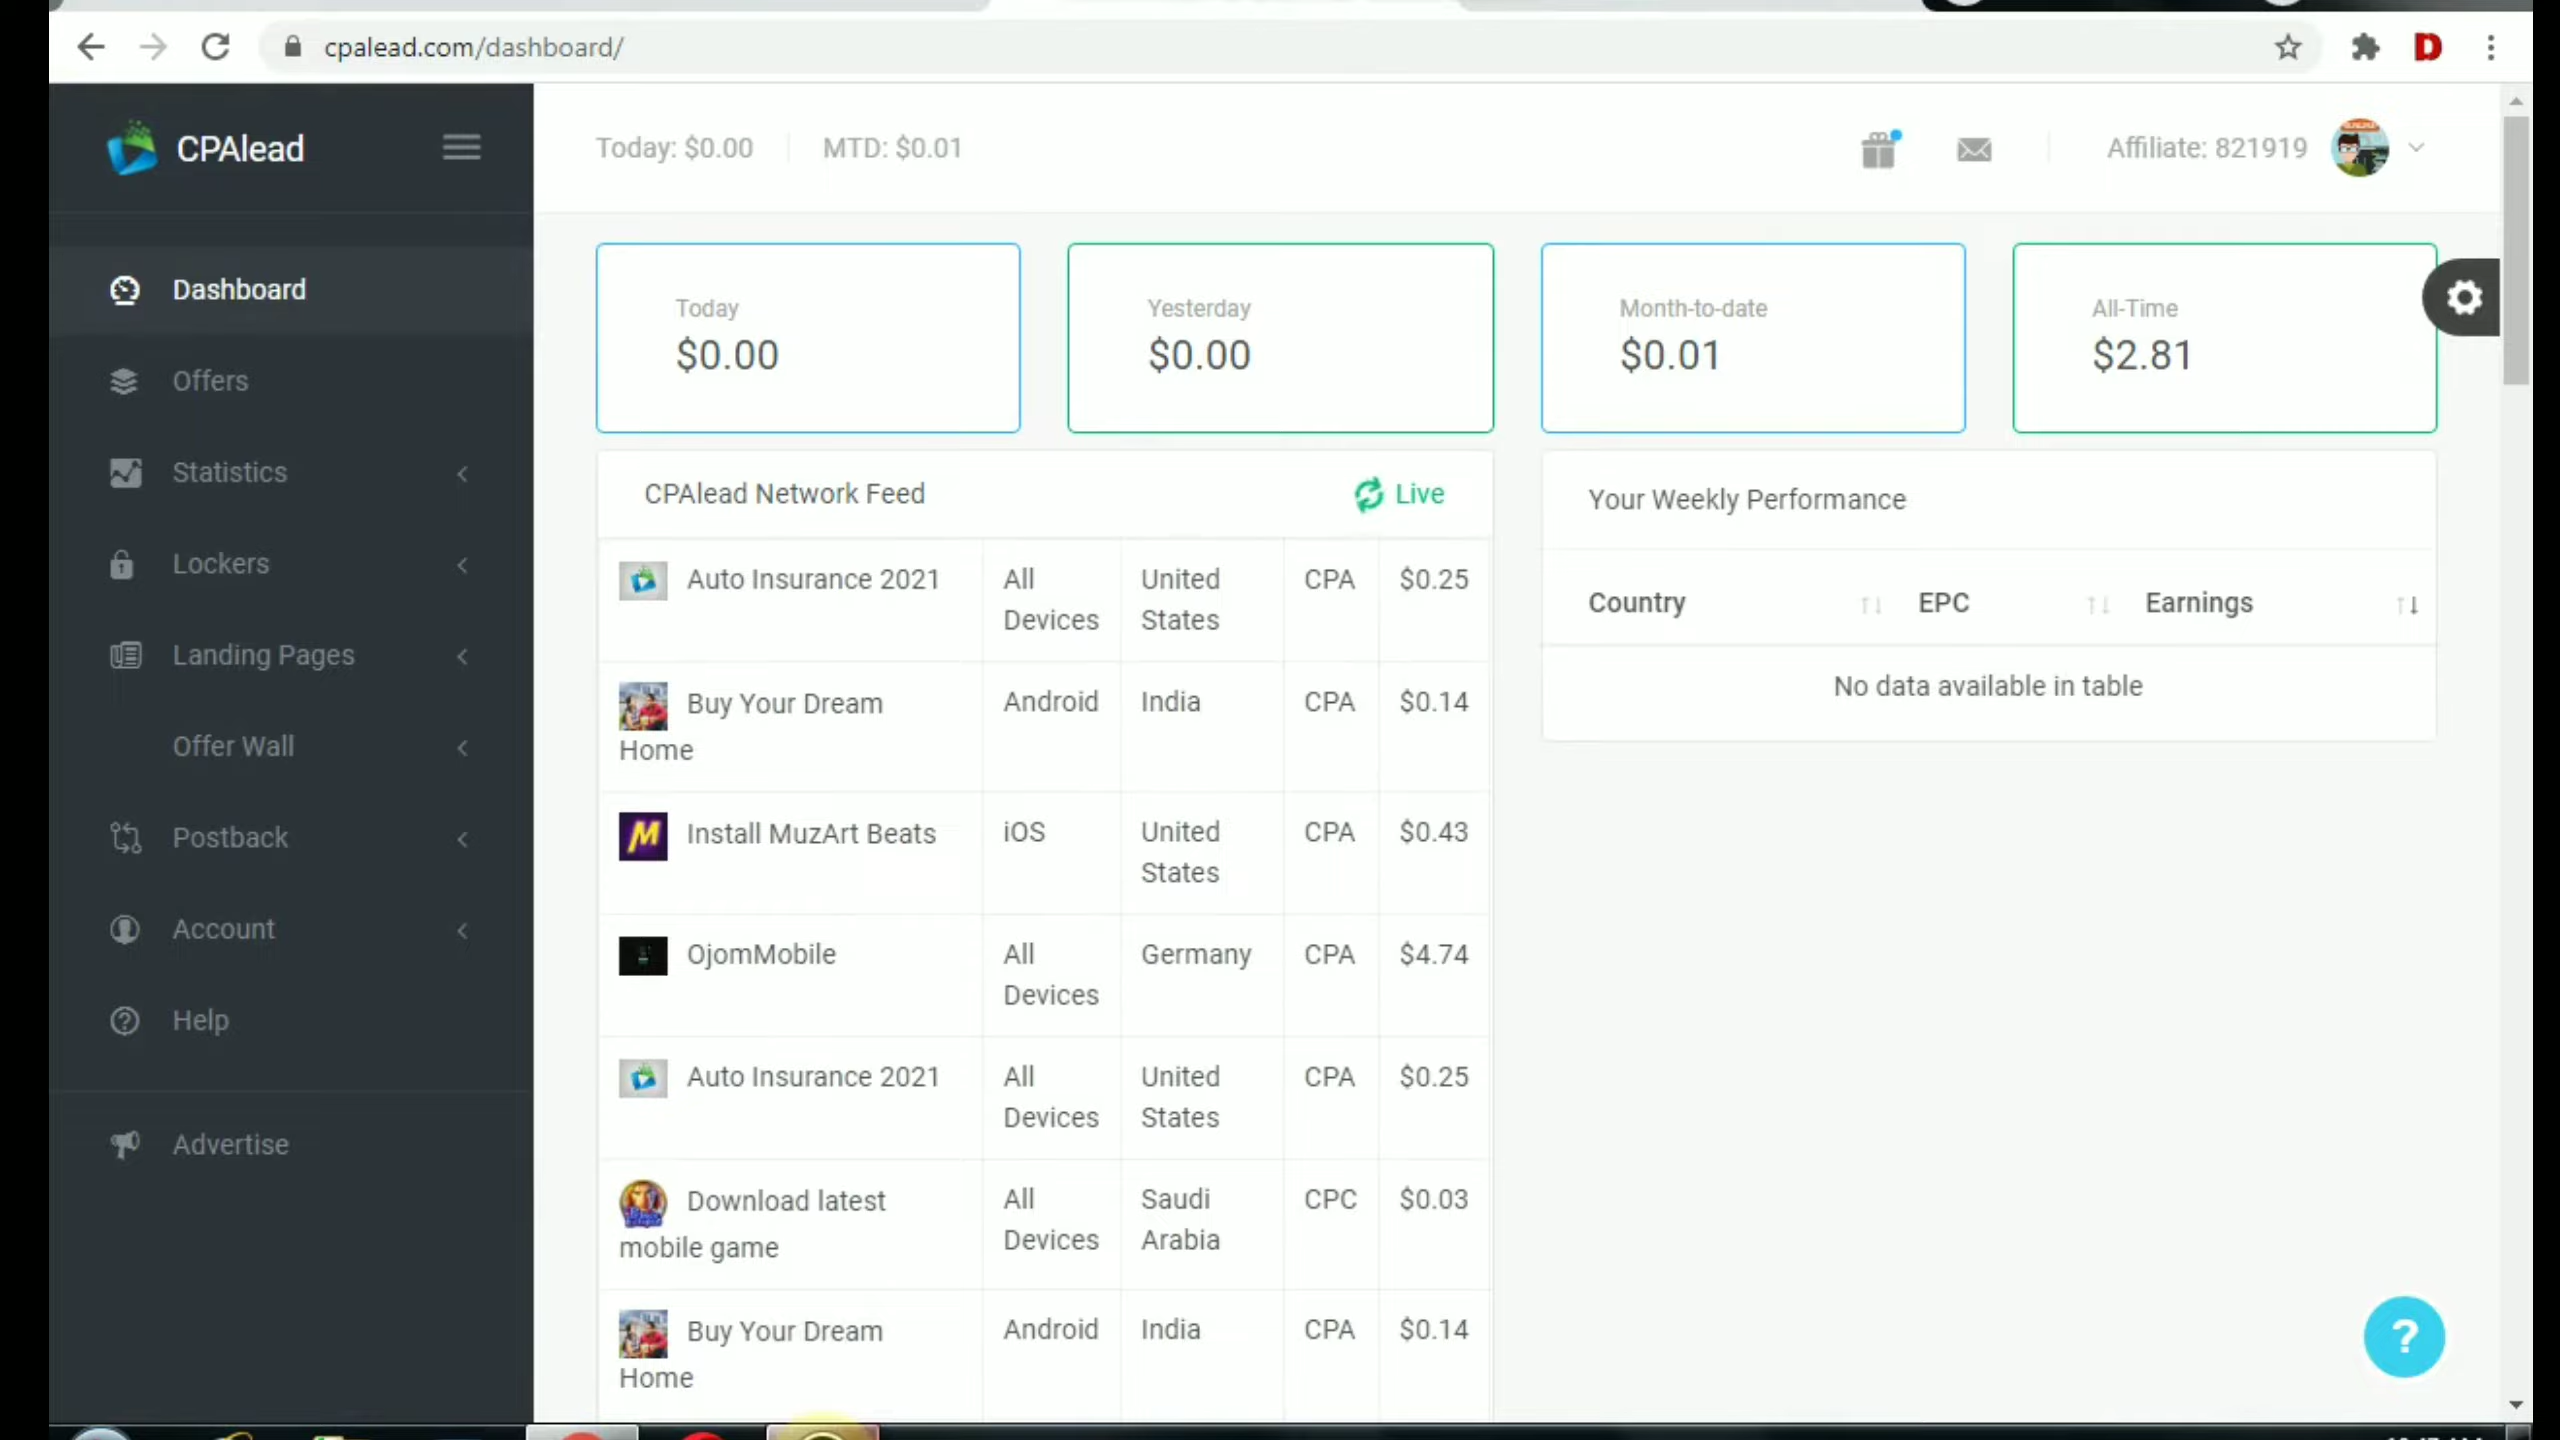 cpalead.com/dashboard/
D
CPAlead
Today: $0.00
MTD: $0.01
Affiliate: 821919
Dashboard
Offers
Statistics
Lockers
Landing Pages
Offer Wall
Postback
Account
Help
Advertise
Today
$0.00
Yesterday
$0.00
Month-to-date
$0.01
All-Time
$2.81
CPAlead Network Feed
Live
Auto Insurance 2021 All Devices United States CPA $0.25
Buy Your Dream Home Android India CPA $0.14
M Install MuzArt Beats iOS United States CPA $0.43
OjomMobile All Devices Germany CPA $4.74
Auto Insurance 2021 All Devices United States CPA $0.25
Download latest mobile game All Devices Saudi Arabia CPC $0.03
Buy Your Dream Home Android India CPA $0.14
Your Weekly Performance
Country EPC Earnings
No data available in table
?